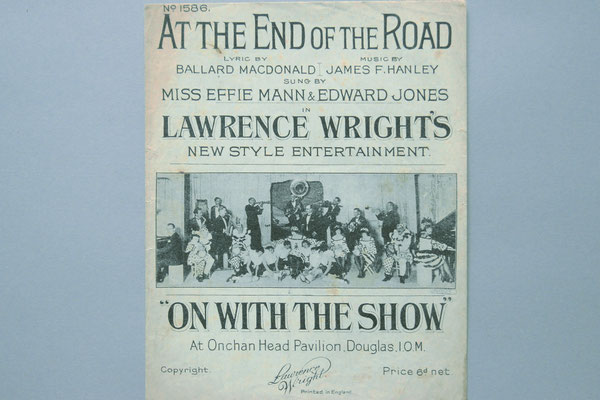 No 1586.
AT THE END OF THE ROAD
LYRIC BY MUSIC BY
BALLARD MACDONALD JAMES F. HANLEY
SUNG BY
MISS EFFIE MANN & EDWARD JONES
IN
LAWRENCE WRIGHT'S
NEW STYLE ENTERTAINMENT.
"ON WITH THE SHOW"
At Onchan Head Pavilion, Douglas, I.O.M.
Copyright. Lawrence Wright Price 6d net.
Printed in England.